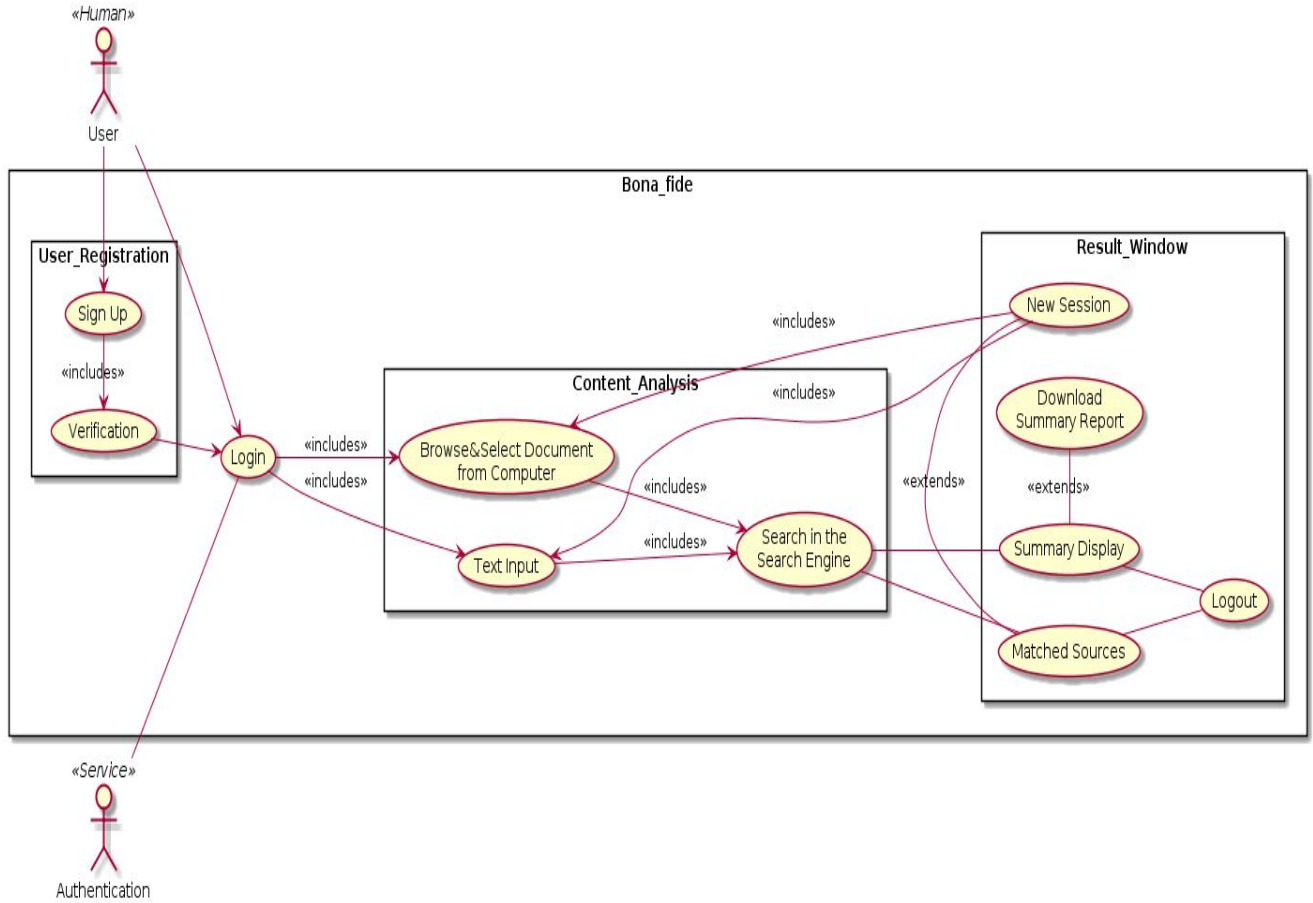 «Human»
User
Bona_fide
User_Registration
Sign Up
«includes»
Verification
Login
«includes»
«includes»
Content_Analysis
Browse&Select Document
from Computer
Text Input
«includes»
«includes»
Search in the
Search Engine
«includes»
«includes»
Result_Window
New Session
Download
Summary Report
«extends»
«extends»
Summary Display
Matched Sources
Logout
«Service»
Authentication